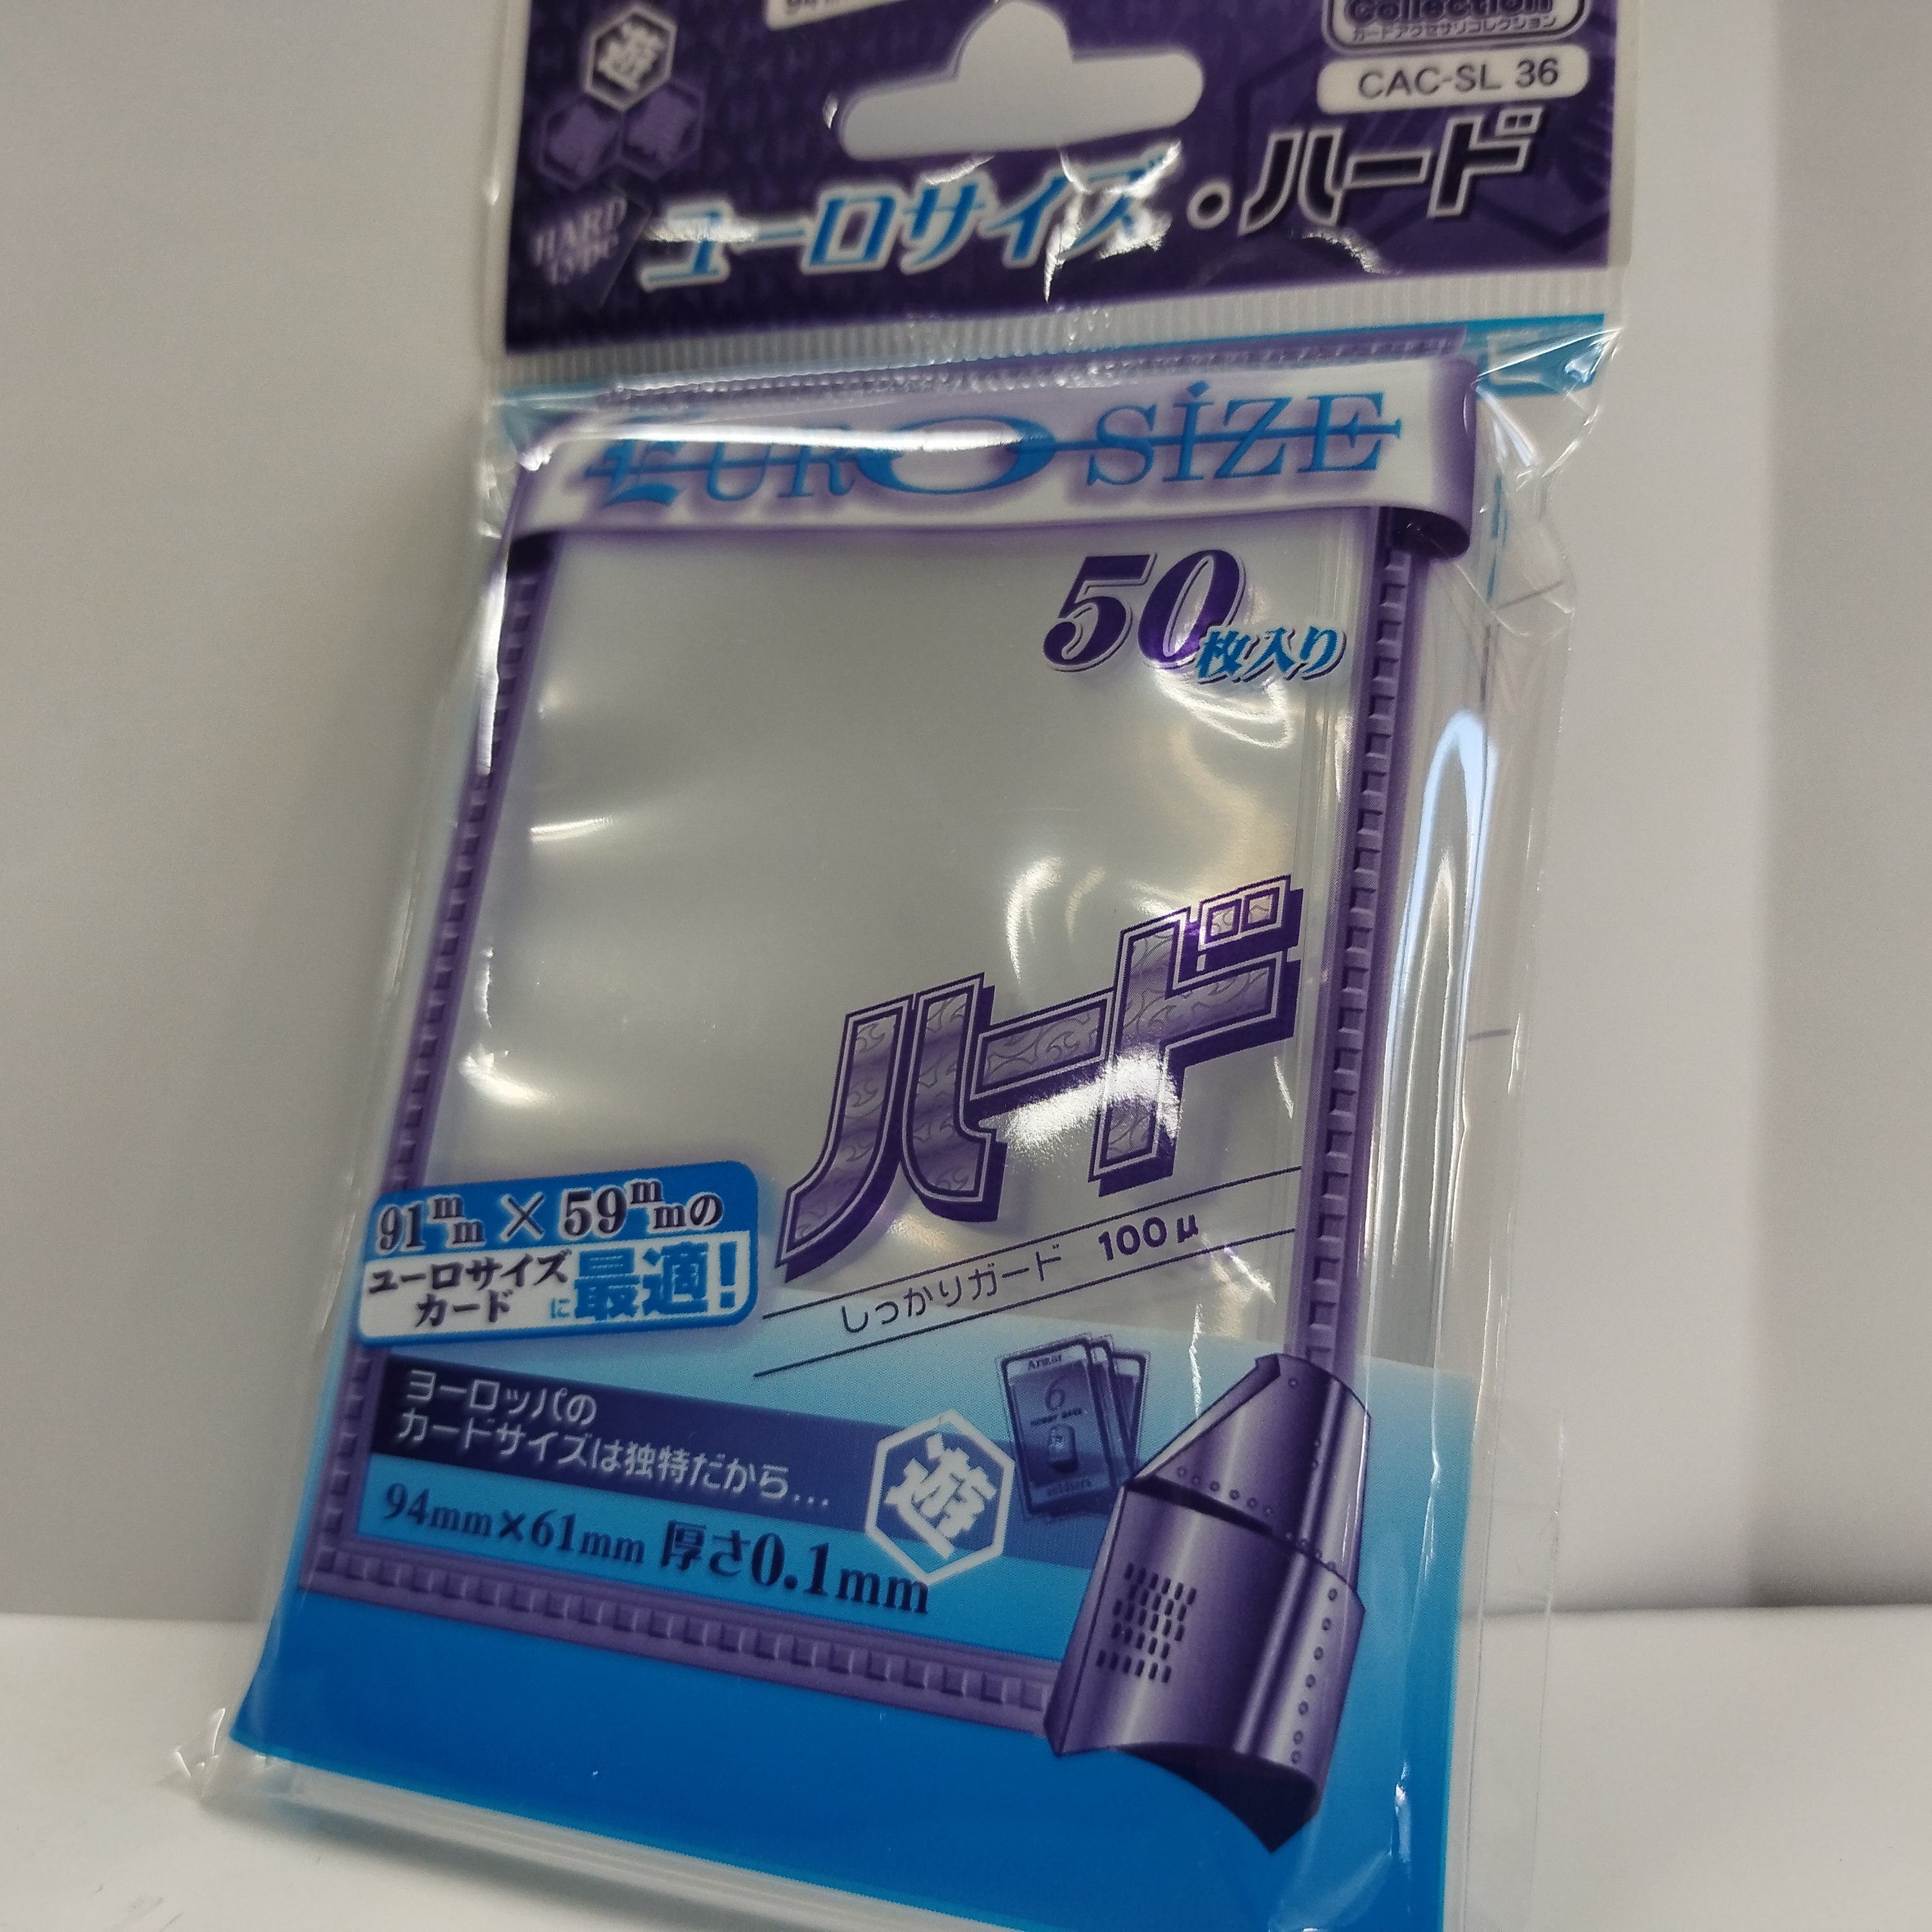 Collection
カードアクセサリコレクション
CAC-SL 36
遊
HARD
TYPE
ユーロサイズ・ハード
EURO SIZE
50枚入り
ハード
しっかりガード 100μ
91mm×59mmの
ユーロサイズ
カードに最適!
ヨーロッパの
カードサイズは独特だから...
94mm×61mm 厚さ0.1mm
遊
Armor
6
HOBBY BASE